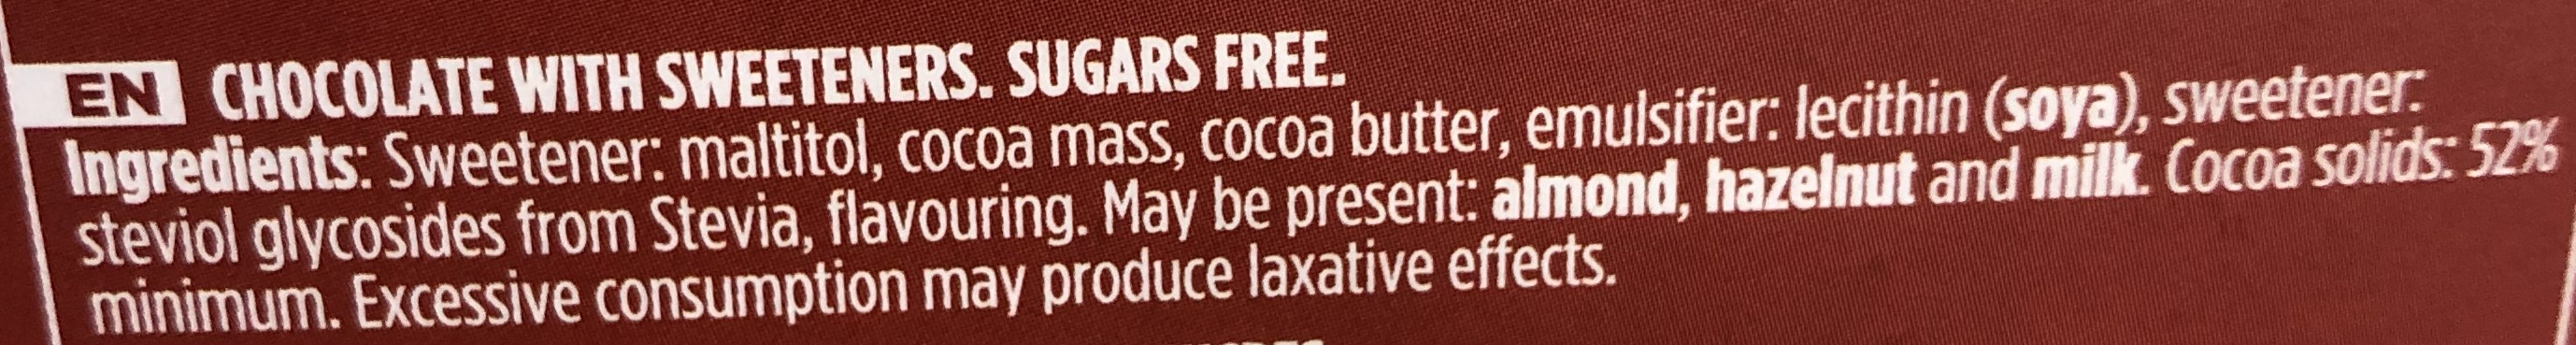 EN CHOCOLATE WITH SWEETENERS. SUGARS FREE.
Ingredients: Sweetener: maltitol, cocoa mass, cocoa butter, emulsifier: lecithin (soya), sweetener:
steviol glycosides from Stevia, flavouring. May be present: almond, hazelnut and milk. Cocoa solids: 52%
minimum. Excessive consumption may produce laxative effects.